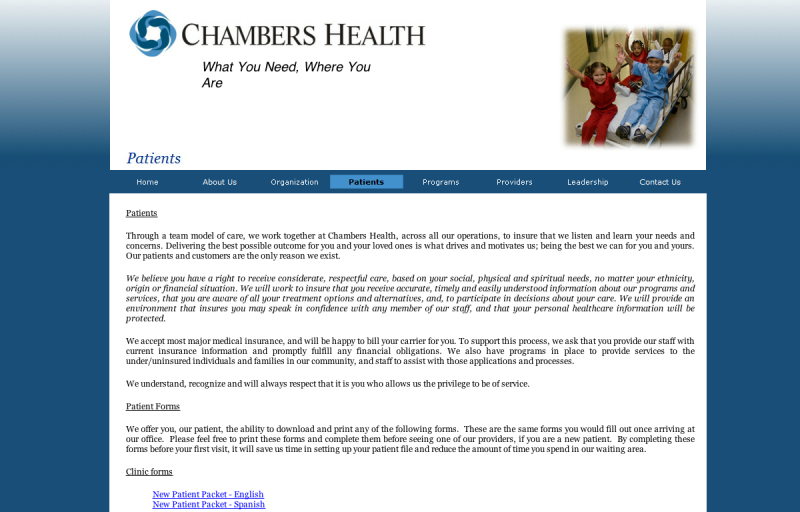 CHAMBERS HEALTH
What You Need, Where You
Are
Patients
Home About Us Organization Patients Programs Providers Leadership Contact Us
Patients
Through a team model of care, we work together at Chambers Health, across all our operations, to insure that we listen and learn your needs and
concerns. Delivering the best possible outcome for you and your loved ones is what drives and motivates us; being the best we can for you and yours.
Our patients and customers are the only reason we exist.
We believe you have a right to receive considerate, respectful care, based on your social, physical and spiritual needs, no matter your ethnicity,
origin or financial situation. We will work to insure that you receive accurate, timely and easily understood information about our programs and
services, that you are aware of all your treatment options and alternatives, and, to participate in decisions about your care. We will provide an
environment that insures you may speak in confidence with any member of our staff, and that your personal healthcare information will be
protected.
We accept most major medical insurance, and will be happy to bill your carrier for you. To support this process, we ask that you provide our staff with
current insurance information and promptly fulfill any financial obligations. We also have programs in place to provide services to the
under/uninsured individuals and families in our community, and staff to assist with those applications and processes.
We understand, recognize and will always respect that it is you who allows us the privilege to be of service.
Patient Forms
We offer you, our patient, the ability to download and print any of the following forms. These are the same forms you would fill out once arriving at
our office. Please feel free to print these forms and complete them before seeing one of our providers, if you are a new patient. By completing these
forms before your first visit, it will save us time in setting up your patient file and reduce the amount of time you spend in our waiting area.
Clinic forms
New Patient Packet - English
New Patient Packet - Spanish